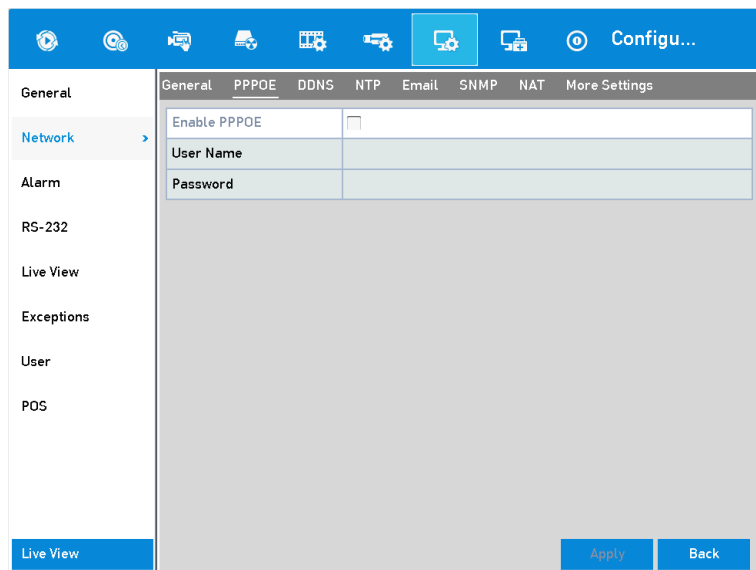 Configu...
General
Network >
Alarm
RS-232
Live View
Exceptions
User
POS
Live View
General PPPOE DDNS NTP Email SNMP NAT More Settings
Enable PPPOE
User Name
Password
Apply Back